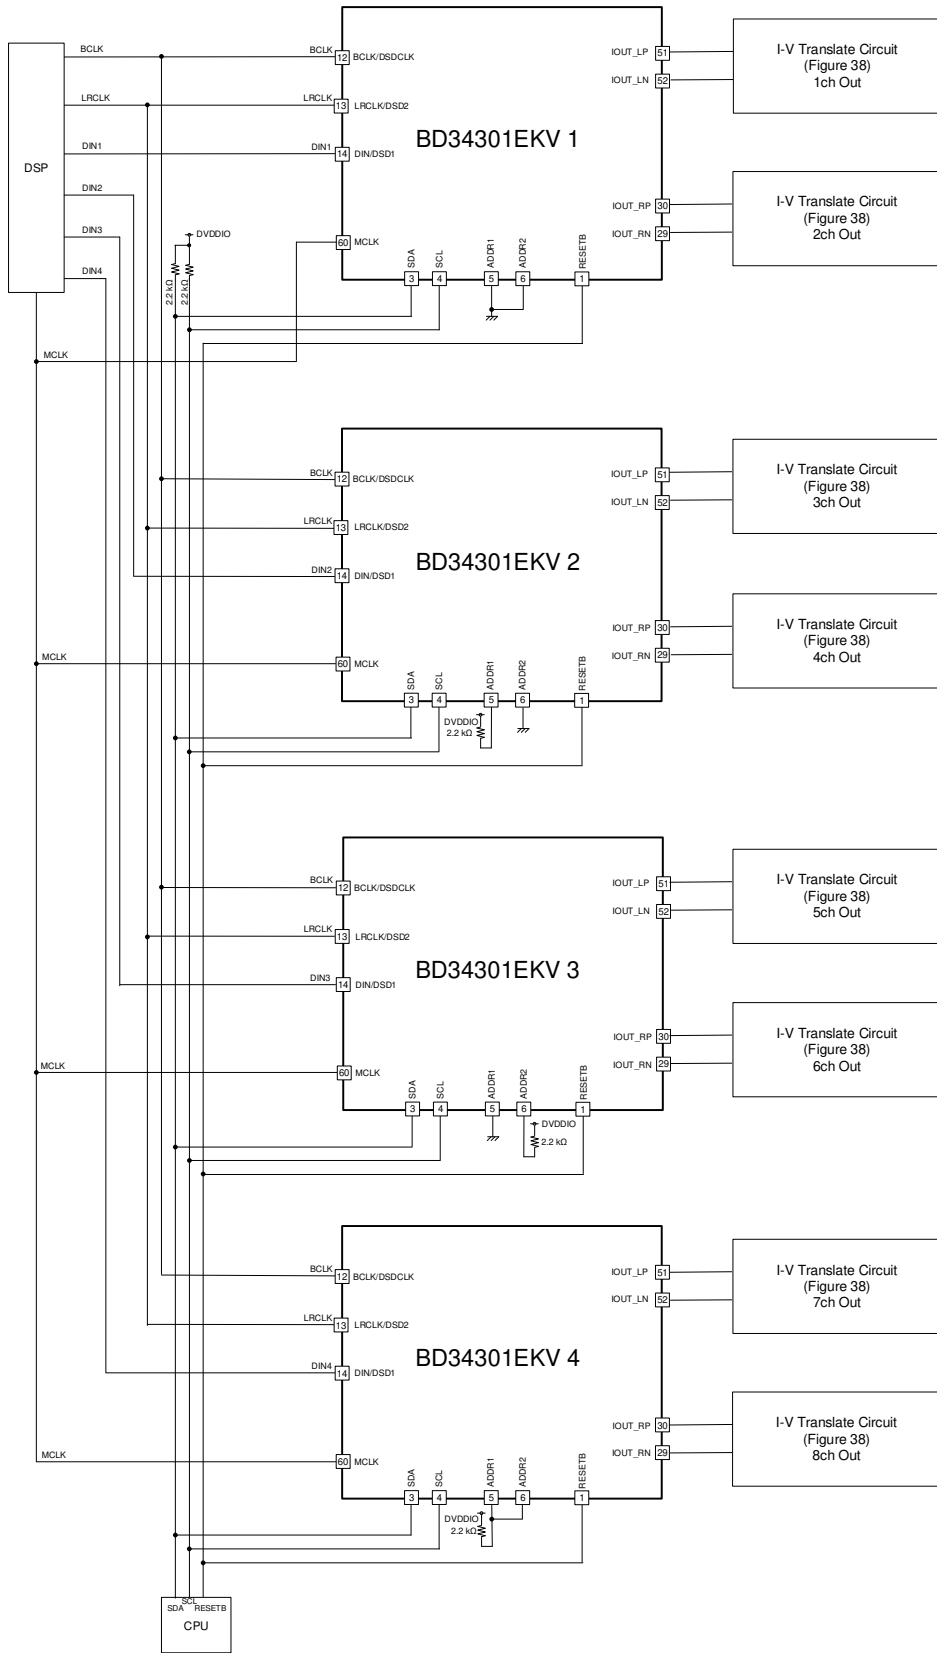 BCLK
BCLK
12
BCLK/DSDCLK
IOUT_LP
51
I-V Translate Circuit
(Figure 38)
1ch Out
IOUT_LN
52
LRCLK
LRCLK
13
LRCLK/DSD2
BD34301EKV 1
DSP
DIN1
DIN1
14
DIN/DSD1
DIN2
IOUT_RP
30
I-V Translate Circuit
(Figure 38)
2ch Out
IOUT_RN
29
DIN3
DVDDIO
60
MCLK
DIN4
2.2 kΩ
2.2 kΩ
SDA
SCL
ADDR1
ADDR2
RESETB
3
4
5
6
1
MCLK
BCLK
12
BCLK/DSDCLK
IOUT_LP
51
I-V Translate Circuit
(Figure 38)
3ch Out
IOUT_LN
52
LRCLK
13
LRCLK/DSD2
BD34301EKV 2
DIN2
14
DIN/DSD1
IOUT_RP
30
I-V Translate Circuit
(Figure 38)
4ch Out
IOUT_RN
29
MCLK
60
MCLK
SDA
SCL
ADDR1
ADDR2
RESETB
3
4
5
6
1
DVDDIO
2.2 kΩ
BCLK
12
BCLK/DSDCLK
IOUT_LP
51
I-V Translate Circuit
(Figure 38)
5ch Out
IOUT_LN
52
LRCLK
13
LRCLK/DSD2
BD34301EKV 3
DIN3
14
DIN/DSD1
IOUT_RP
30
I-V Translate Circuit
(Figure 38)
6ch Out
IOUT_RN
29
MCLK
60
MCLK
SDA
SCL
ADDR1
ADDR2
RESETB
3
4
5
6
1
DVDDIO
2.2 kΩ
BCLK
12
BCLK/DSDCLK
IOUT_LP
51
I-V Translate Circuit
(Figure 38)
7ch Out
IOUT_LN
52
LRCLK
13
LRCLK/DSD2
BD34301EKV 4
DIN4
14
DIN/DSD1
IOUT_RP
30
I-V Translate Circuit
(Figure 38)
8ch Out
IOUT_RN
29
MCLK
60
MCLK
SDA
SCL
ADDR1
ADDR2
RESETB
3
4
5
6
1
DVDDIO
2.2 kΩ
SDA
SCL
RESETB
CPU